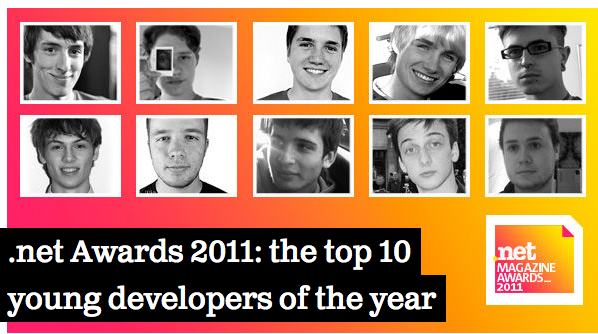 .net Awards 2011: the top 10
young developers of the year
.net
MAGAZINE
AWARDS...
2011